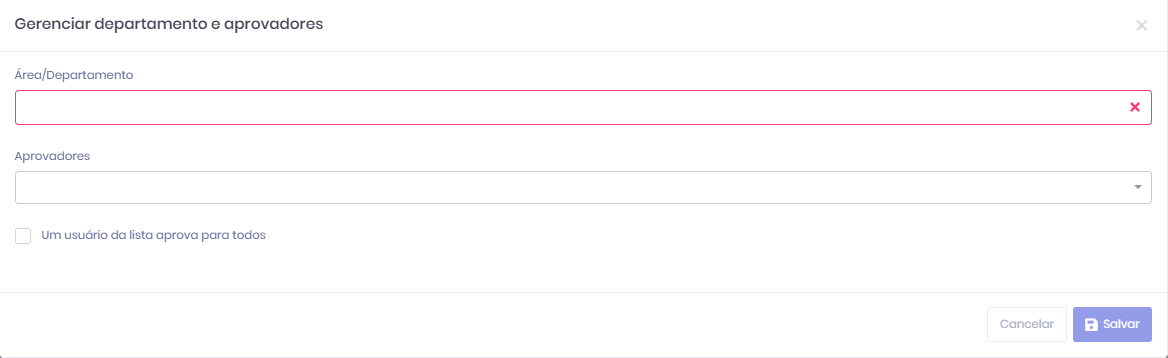 Gerenciar departamento e aprovadores
Área/Departamento
Aprovadores
Um usuário da lista aprova para todos
Cancelar
Salvar